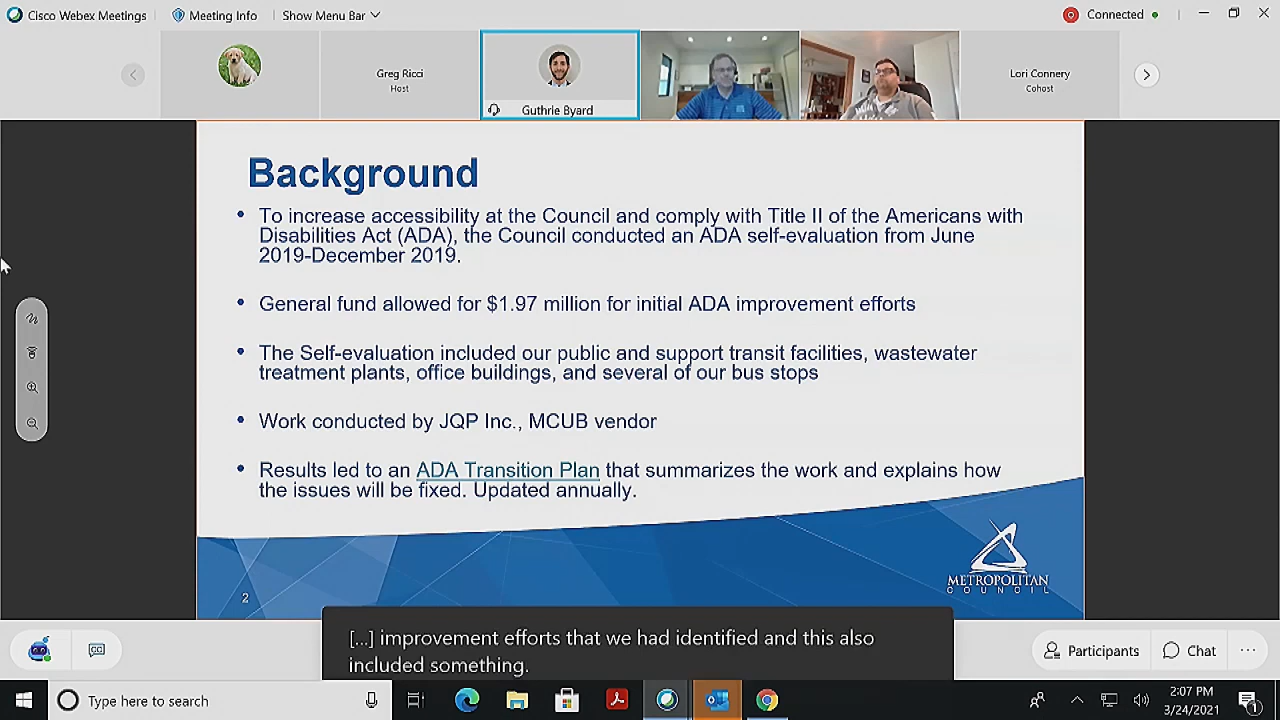 Cisco Webex Meetings
Meeting Info
Show Menu Bar
Connected
Greg Ricci
Host
Guthrie Byard
Lori Connery
Cohost
Background
• To increase accessibility at the Council and comply with Title II of the Americans with
Disabilities Act (ADA), the Council conducted an ADA self-evaluation from June
2019-December 2019.
• General fund allowed for $1.97 million for initial ADA improvement efforts
• The Self-evaluation included our public and support transit facilities, wastewater
treatment plants, office buildings, and several of our bus stops
• Work conducted by JQP Inc., MCUB vendor
• Results led to an ADA Transition Plan that summarizes the work and explains how
the issues will be fixed. Updated annually.
2
METROPOLITAN
COUNCIL
[...] improvement efforts that we had identified and this also
included something.
Participants
Chat
Type here to search
2:07 PM
3/24/2021
1